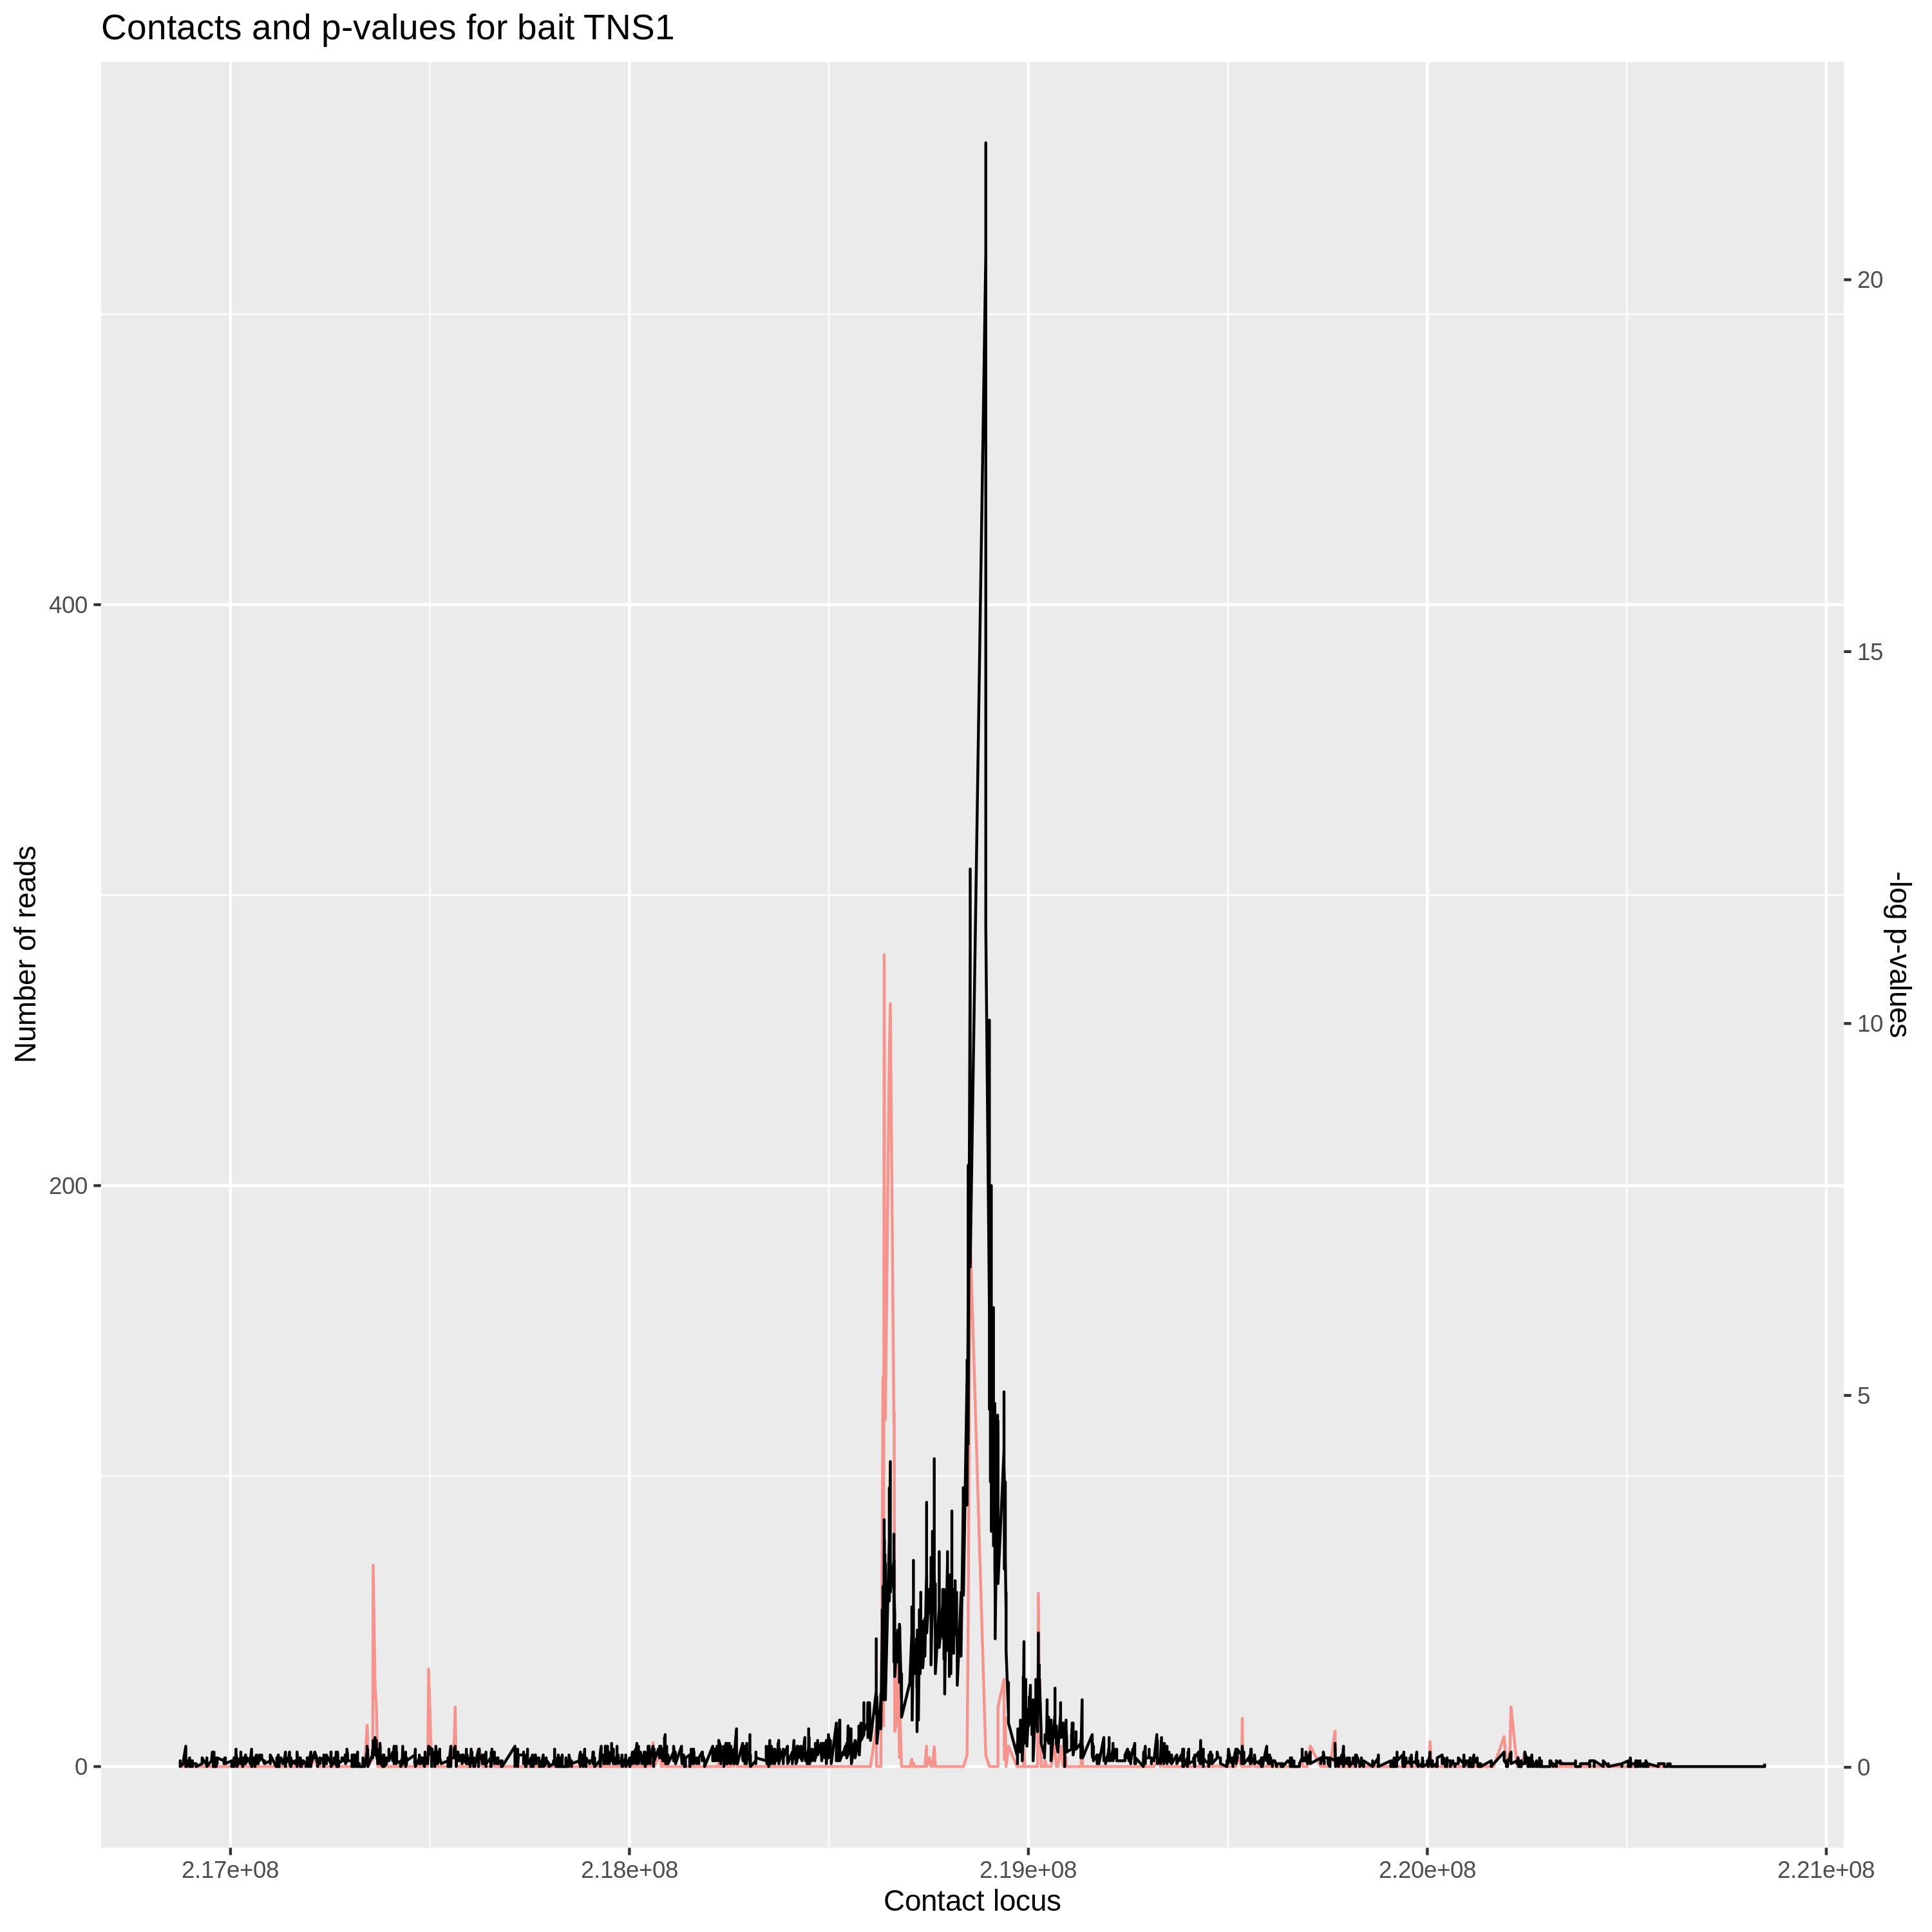 Contacts and p-values for bait TNS1
20
400
15
Number of reads
-log p-values
10
200
5
0
0
2.17e+08
2.18e+08
2.19e+08
2.20e+08
2.21e+08
Contact locus